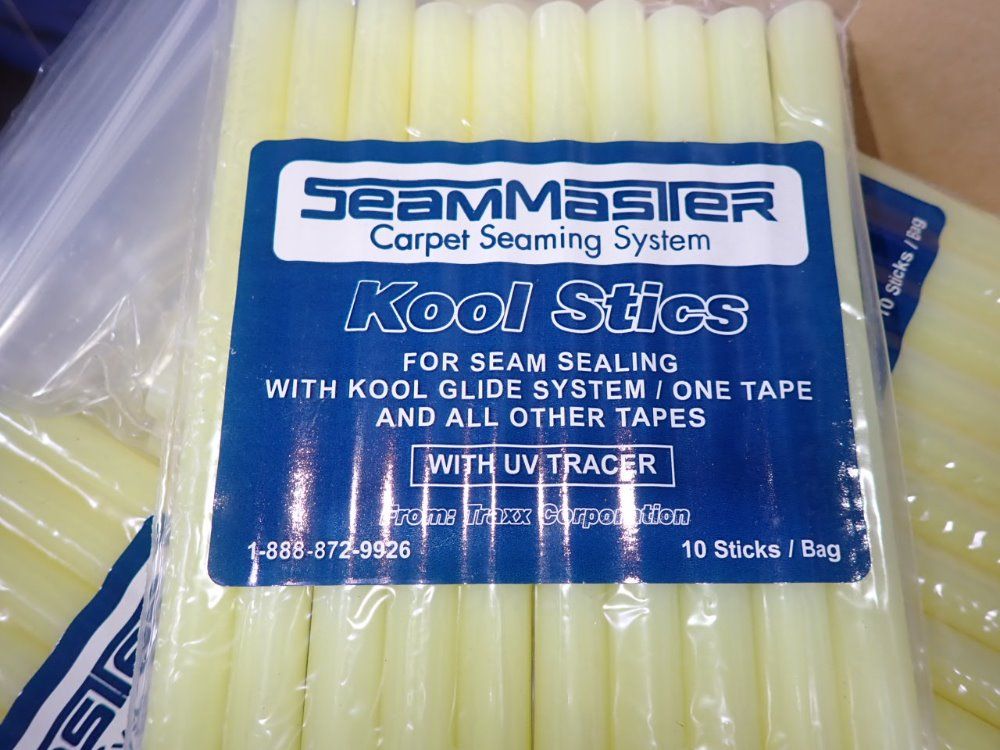 SeamMaster
Carpet Seaming System
Kool Stics
FOR SEAM SEALING
WITH KOOL GLIDE SYSTEM / ONE TAPE
AND ALL OTHER TAPES
WITH UV TRACER
From: Traxx Corporation
1-888-872-9926
10 Sticks / Bag
10 Sticks / Bag